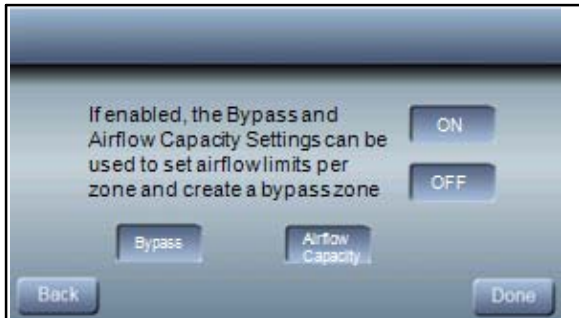 If enabled, the Bypass and
Airflow Capacity Settings can be
used to set airflow limits per
zone and create a bypass zone
ON
OFF
Bypass
Airflow
Capacity
Back
Done